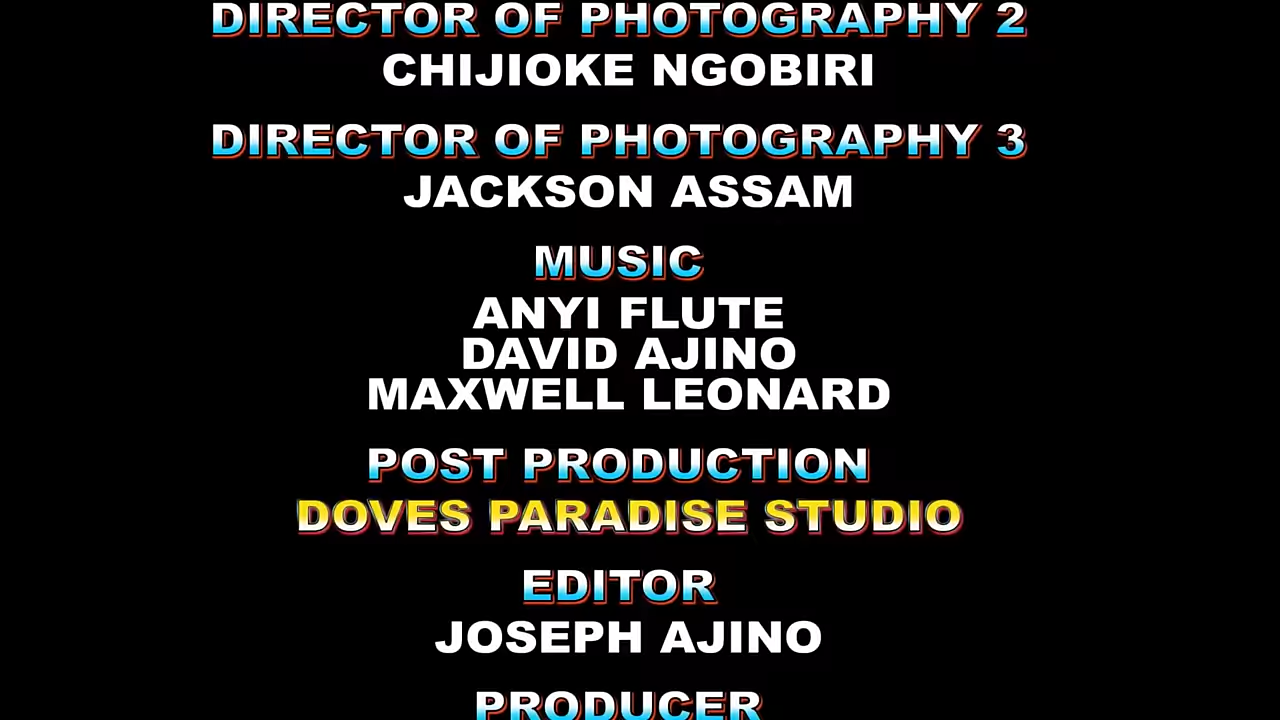 DIRECTOR OF PHOTOGRAPHY 2
CHIJIOKE NGOBIRI
DIRECTOR OF PHOTOGRAPHY 3
JACKSON ASSAM
MUSIC
ANYI FLUTE
DAVID AJINO
MAXWELL LEONARD
POST PRODUCTION
DOVES PARADISE STUDIO
EDITOR
JOSEPH AJINO
PRODUCER